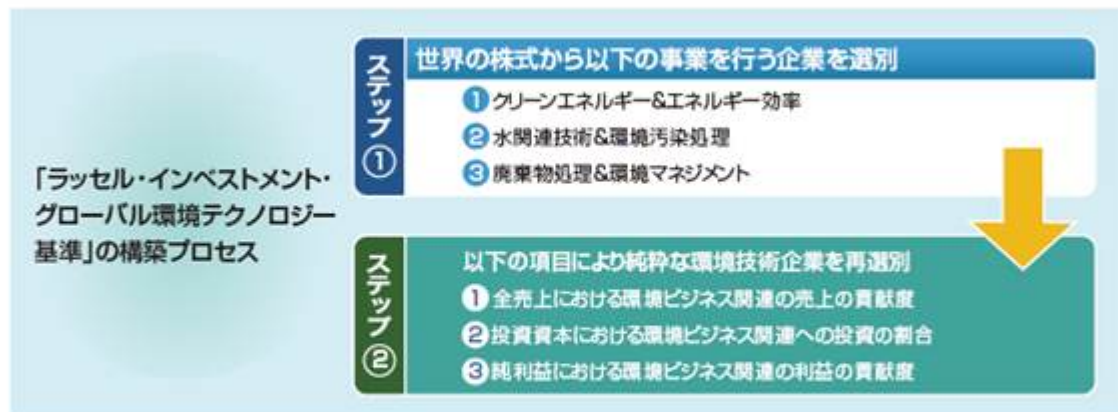 「ラッセル・インベストメント・
グローバル環境テクノロジー
基準」の構築プロセス
ステップ①
世界の株式から以下の事業を行う企業を選別
①クリーンエネルギー&エネルギー効率
②水関連技術&環境汚染処理
③廃棄物処理&環境マネジメント
ステップ②
以下の項目により純粋な環境技術企業を再選別
①全売上における環境ビジネス関連の売上の貢献度
②投資資本における環境ビジネス関連への投資の割合
③純利益における環境ビジネス関連の利益の貢献度